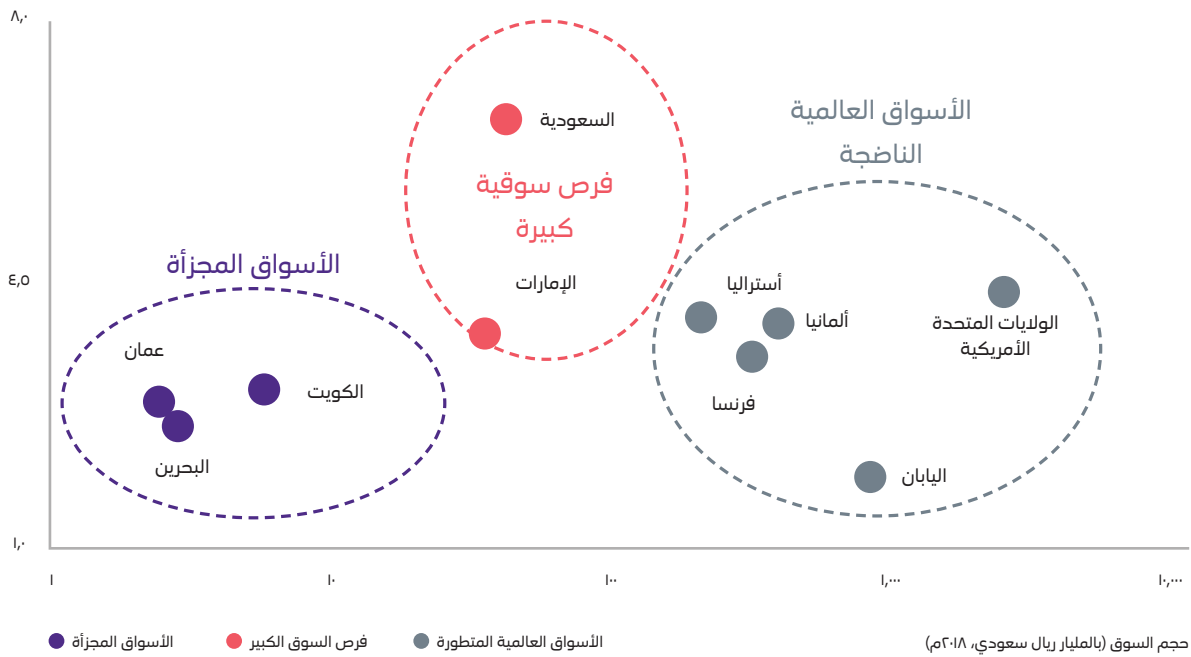 ٨,٠
السعودية
فرص سوقية
كبيرة
الإمارات
الأسواق العالمية
الناضجة
أستراليا
ألمانيا
الولايات المتحدة
الأمريكية
فرنسا
اليابان
الأسواق المجزأة
٤,٥
عمان
الكويت
البحرين
١,٠
١
١٠
١٠٠
١,٠٠٠
١٠,٠٠٠
حجم السوق (بالمليار ريال سعودي، ٢٠١٨م)
الأسواق العالمية المتطورة
فرص السوق الكبير
الأسواق المجزأة